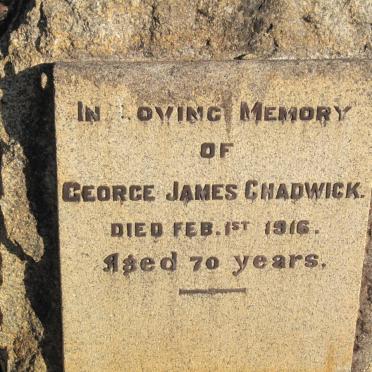 IN LOVING MEMORY
OF
GEORGE JAMES CHADWICK.
DIED FEB. 1ST 1916.
Aged 70 years.